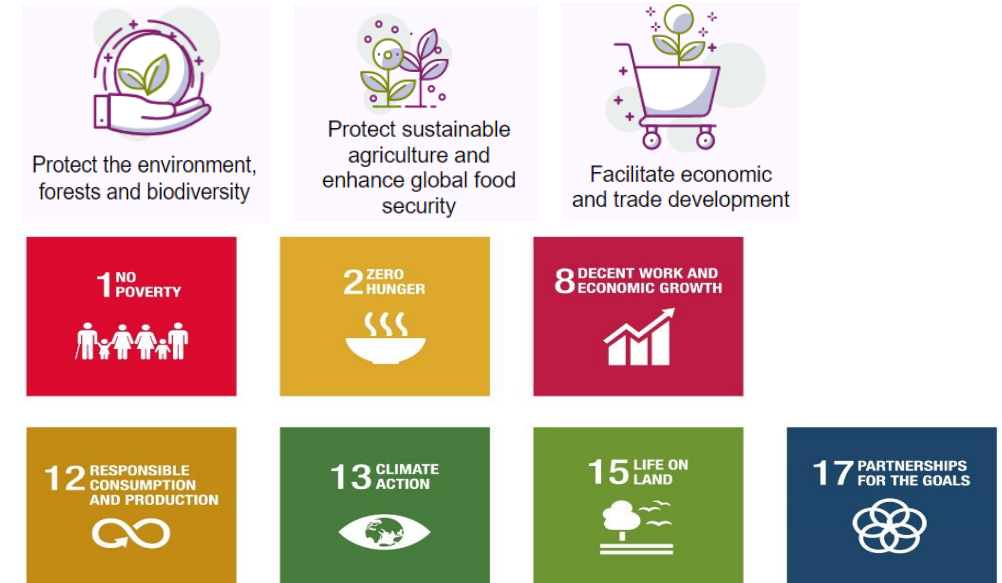 Protect the environment,
forests and biodiversity
Protect sustainable
agriculture and
enhance global food
security
Facilitate economic
and trade development
1 NO
POVERTY
2 ZERO
HUNGER
8 DECENT WORK AND
ECONOMIC GROWTH
12 RESPONSIBLE
CONSUMPTION
AND PRODUCTION
13 CLIMATE
ACTION
15 LIFE ON
LAND
17 PARTNERSHIPS
FOR THE GOALS